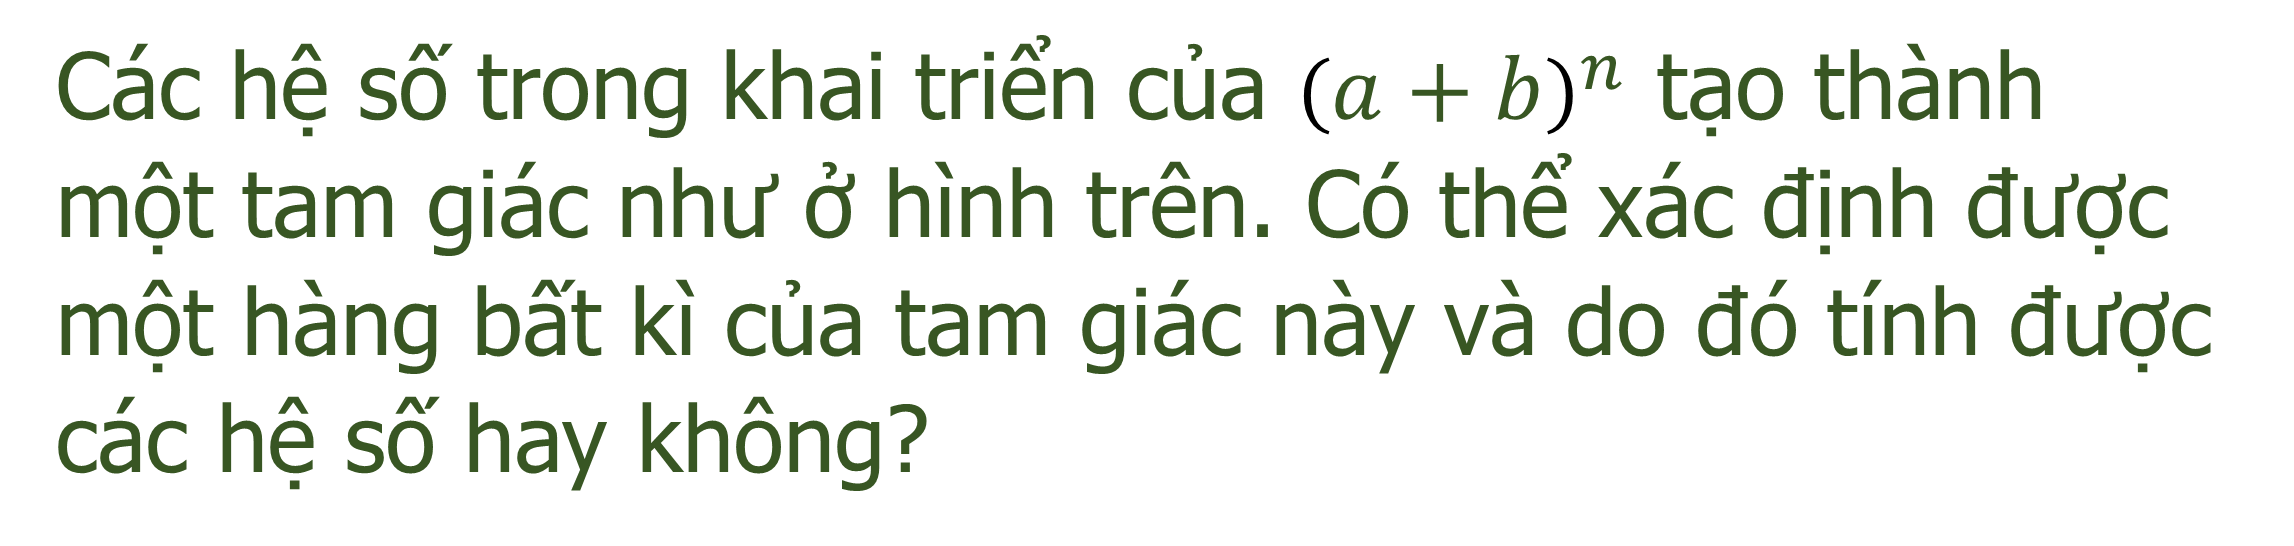 Các hệ số trong khai triển của $(a + b)^n$ tạo thành
một tam giác như ở hình trên. Có thể xác định được
một hàng bất kì của tam giác này và do đó tính được
các hệ số hay không?